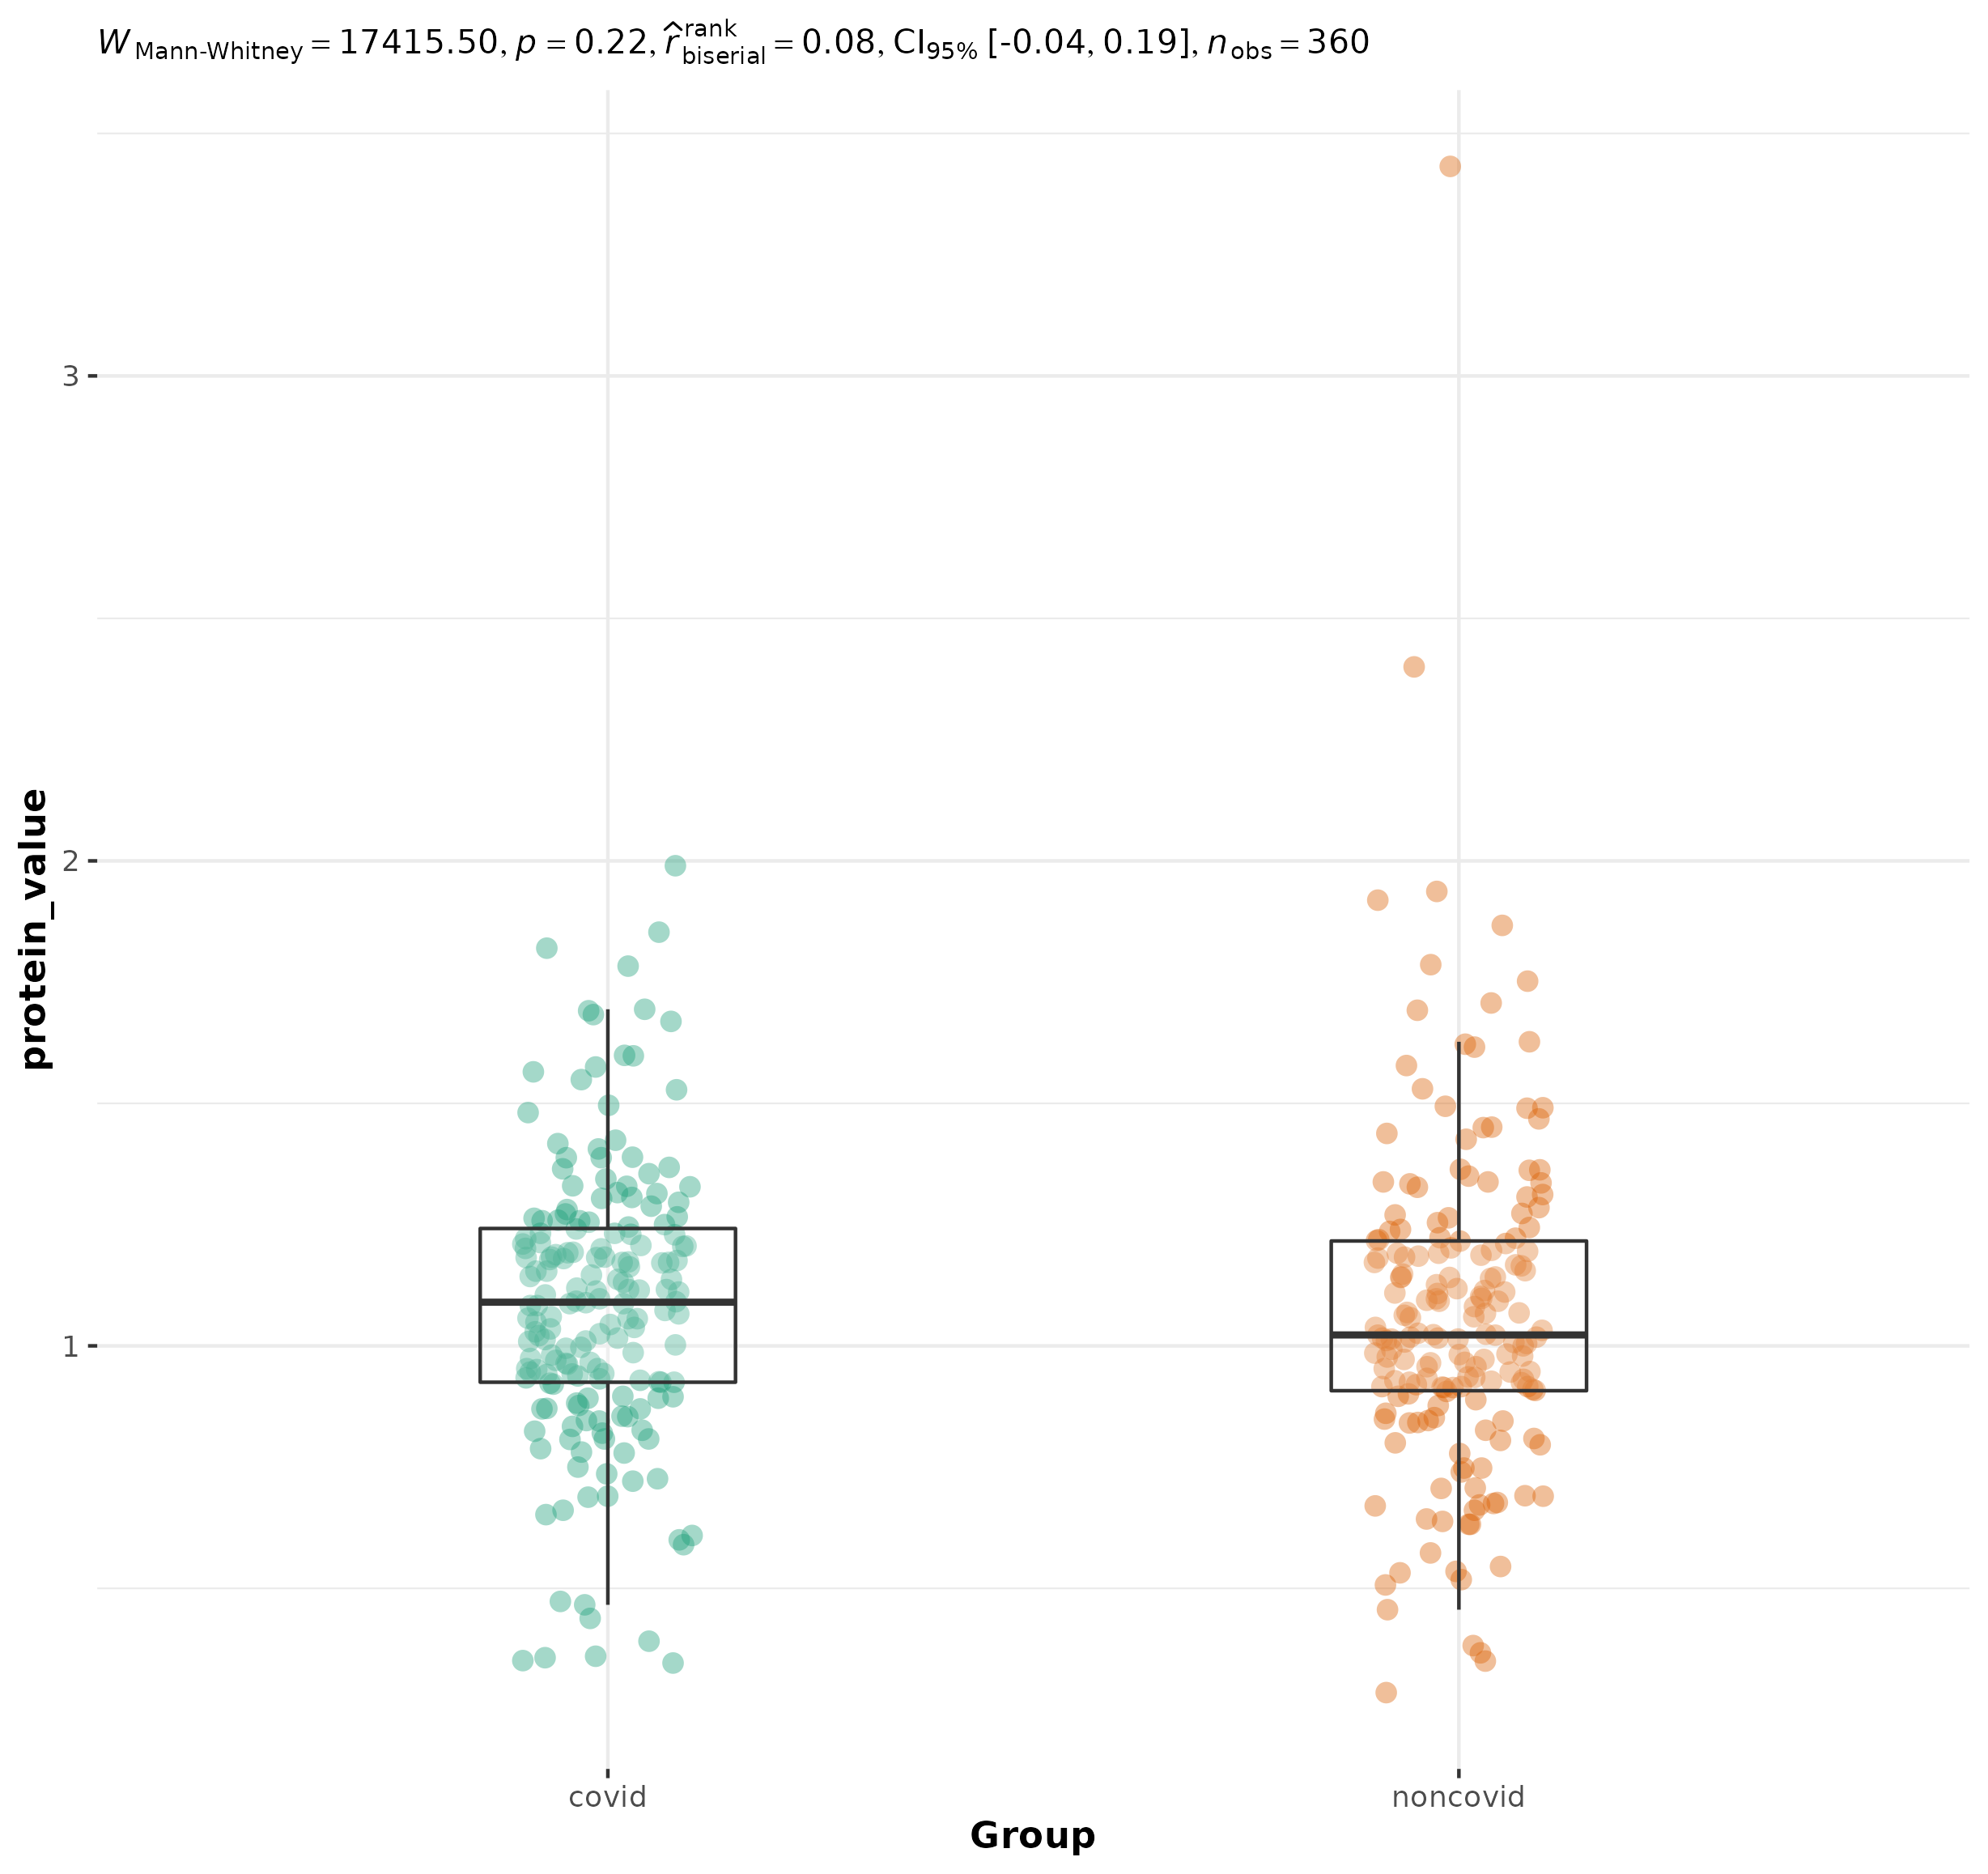 W Mann-Whitney = 17415.50, p = 0.22, r̂ rank biserial = 0.08, CI95% [-0.04, 0.19], nobs = 360
protein_value
3
2
1
covid noncovid
Group